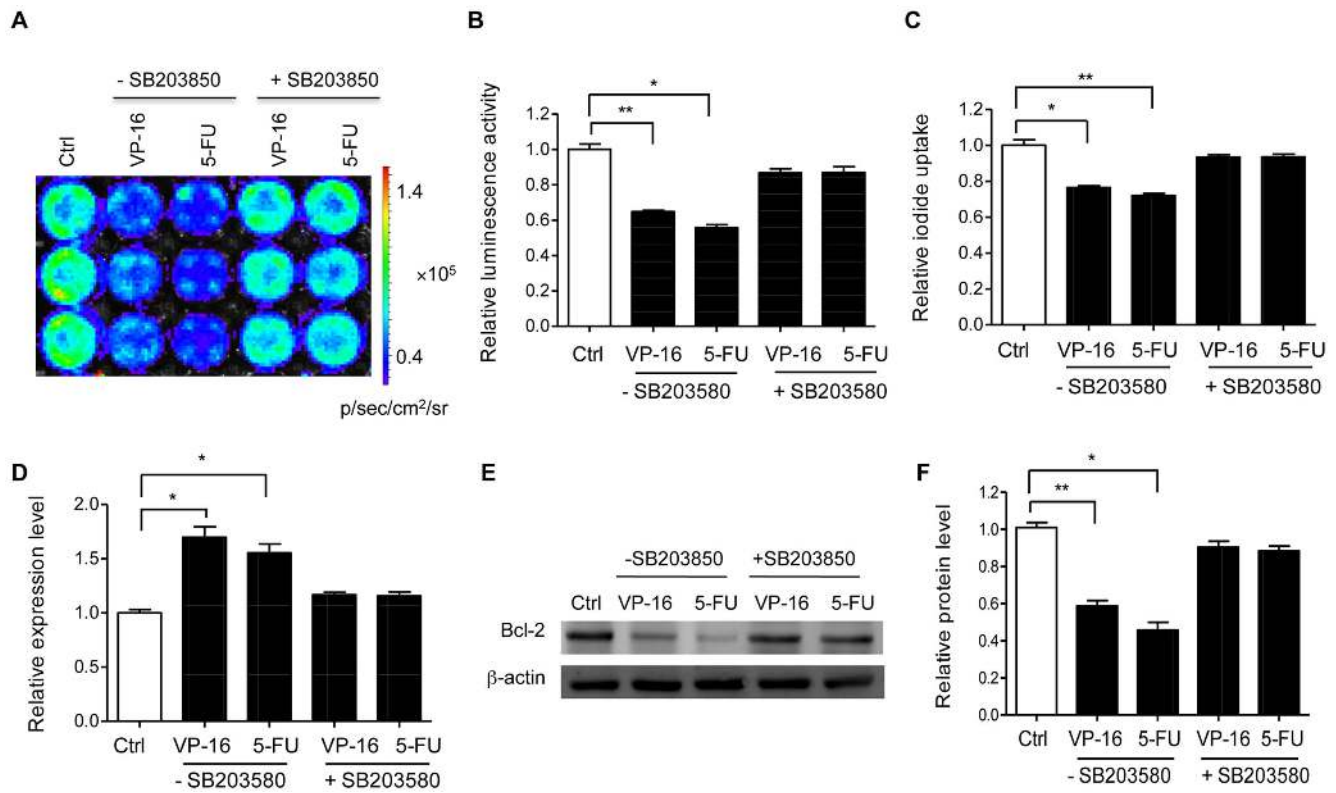 A
- SB203850
+ SB203850
Ctrl
VP-16
5-FU
VP-16
5-FU
1.4
×10⁵
0.4
p/sec/cm²/sr
B
Relative luminescence activity
1.2
1.0
0.8
0.6
0.4
0.2
0.0
**
*
Ctrl
VP-16
5-FU
VP-16
5-FU
- SB203580
+ SB203580
C
Relative iodide uptake
1.2
1.0
0.8
0.6
0.4
0.2
0.0
**
*
Ctrl
VP-16
5-FU
VP-16
5-FU
- SB203580
+ SB203580
D
Relative expression level
2.0
1.5
1.0
0.5
0.0
*
*
Ctrl
VP-16
5-FU
VP-16
5-FU
- SB203580
+ SB203580
E
-SB203850
+SB203850
Ctrl
VP-16
5-FU
VP-16
5-FU
Bcl-2
β-actin
F
Relative protein level
1.2
1.0
0.8
0.6
0.4
0.2
0.0
*
**
Ctrl
VP-16
5-FU
VP-16
5-FU
- SB203580
+ SB203580